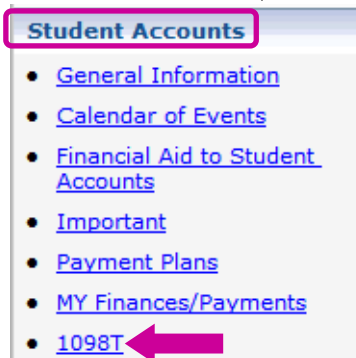 Student Accounts
General Information
Calendar of Events
Financial Aid to Student
Accounts
Important
Payment Plans
MY Finances/Payments
1098T